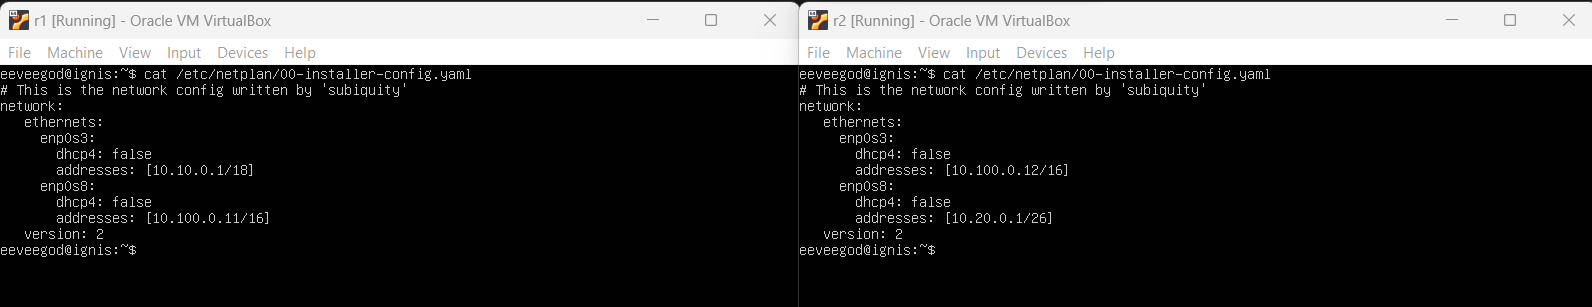 r1 [Running] - Oracle VM VirtualBox
File Machine View Input Devices Help
eeveegod@ignis:~$ cat /etc/netplan/00-installer-config.yaml
# This is the network config written by 'subiquity'
network:
   ethernets:
     enp0s3:
       dhcp4: false
       addresses: [10.10.0.1/18]
     enp0s8:
       dhcp4: false
       addresses: [10.100.0.11/16]
   version: 2
eeveegod@ignis:~$
r2 [Running] - Oracle VM VirtualBox
File Machine View Input Devices Help
eeveegod@ignis:~$ cat /etc/netplan/00-installer-config.yaml
# This is the network config written by 'subiquity'
network:
   ethernets:
     enp0s3:
       dhcp4: false
       addresses: [10.100.0.12/16]
     enp0s8:
       dhcp4: false
       addresses: [10.20.0.1/26]
   version: 2
eeveegod@ignis:~$